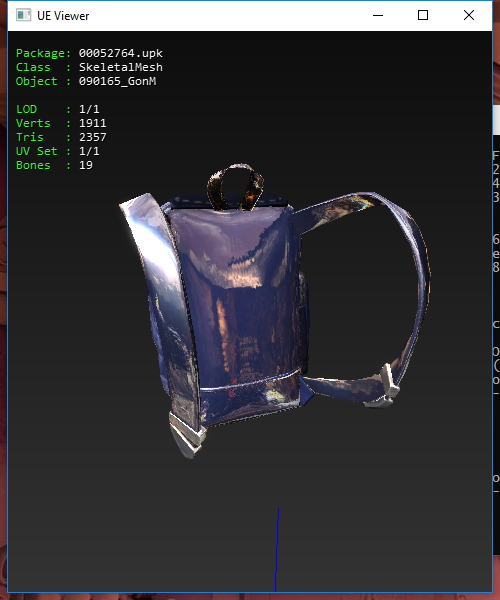 UE Viewer
Package: 00052764.upk
Class  : SkeletalMesh
Object : 090165_GonM
LOD    : 1/1
Verts  : 1911
Tris   : 2357
UV Set : 1/1
Bones  : 19